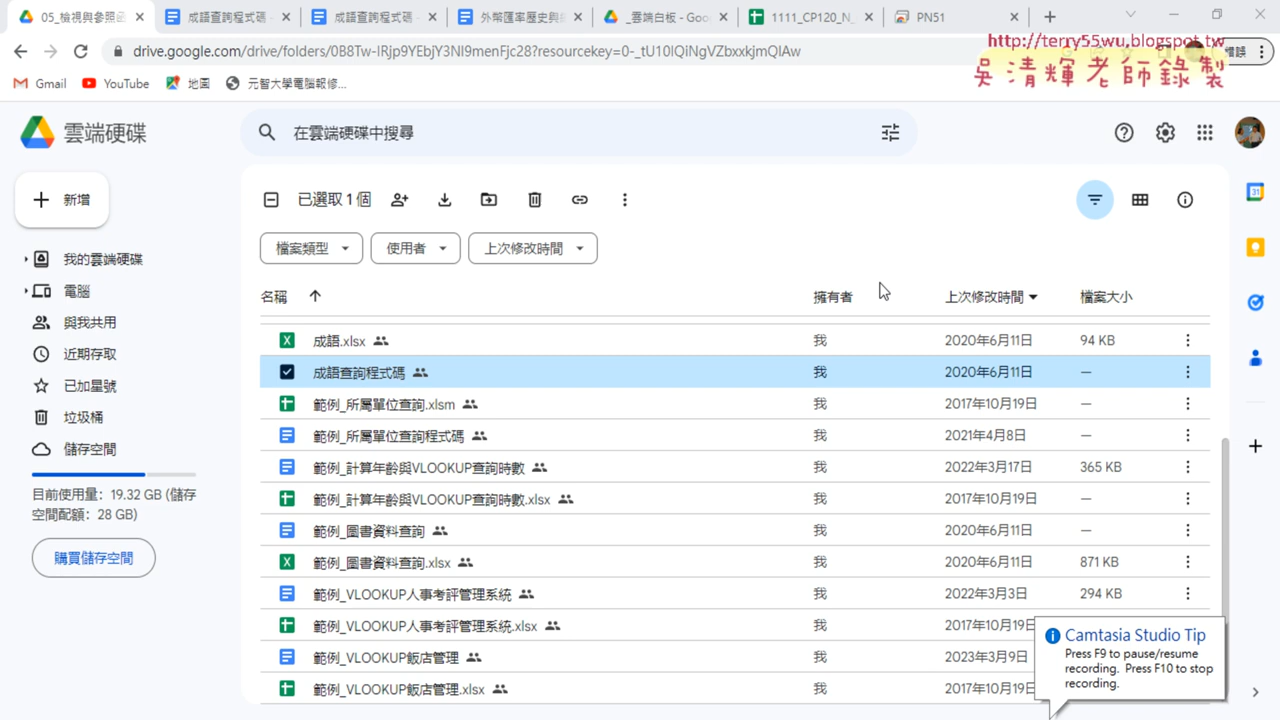 05_檢視與參照函
成語查詢程式碼 -
成語查詢程式碼 -
外幣匯率歷史與
_雲端白板 - Goo
1111_CP120_N_
PN51
drive.google.com/drive/folders/0B8Tw-IRjp9YEbjY3Nl9menFjc28?resourcekey=0-_tU10IQiNgVZbxxkjmQlAw
http://terry55wu.blogspot.tw
吳清輝老師錄製
Gmail
YouTube
地圖
元智大學電腦報修...
雲端硬碟
在雲端硬碟中搜尋
新增
已選取 1 個
檔案類型
使用者
上次修改時間
我的雲端硬碟
電腦
與我共用
近期存取
已加星號
垃圾桶
儲存空間
目前使用量：19.32 GB (儲存
空間配額：28 GB)
購買儲存空間
名稱
擁有者
上次修改時間
檔案大小
成語.xlsx 我 2020年6月11日 94 KB
成語查詢程式碼 我 2020年6月11日 —
範例_所屬單位查詢.xlsm 我 2017年10月19日 —
範例_所屬單位查詢程式碼 我 2021年4月8日 —
範例_計算年齡與VLOOKUP查詢時數 我 2022年3月17日 365 KB
範例_計算年齡與VLOOKUP查詢時數.xlsx 我 2017年10月19日 —
範例_圖書資料查詢 我 2020年6月11日 —
範例_圖書資料查詢.xlsx 我 2020年6月11日 871 KB
範例_VLOOKUP人事考評管理系統 我 2022年3月3日 294 KB
範例_VLOOKUP人事考評管理系統.xlsx 我 2017年10月19日
範例_VLOOKUP飯店管理 我 2023年3月9日
範例_VLOOKUP飯店管理.xlsx 我 2017年10月19日
Camtasia Studio Tip
Press F9 to pause/resume
recording. Press F10 to stop
recording.